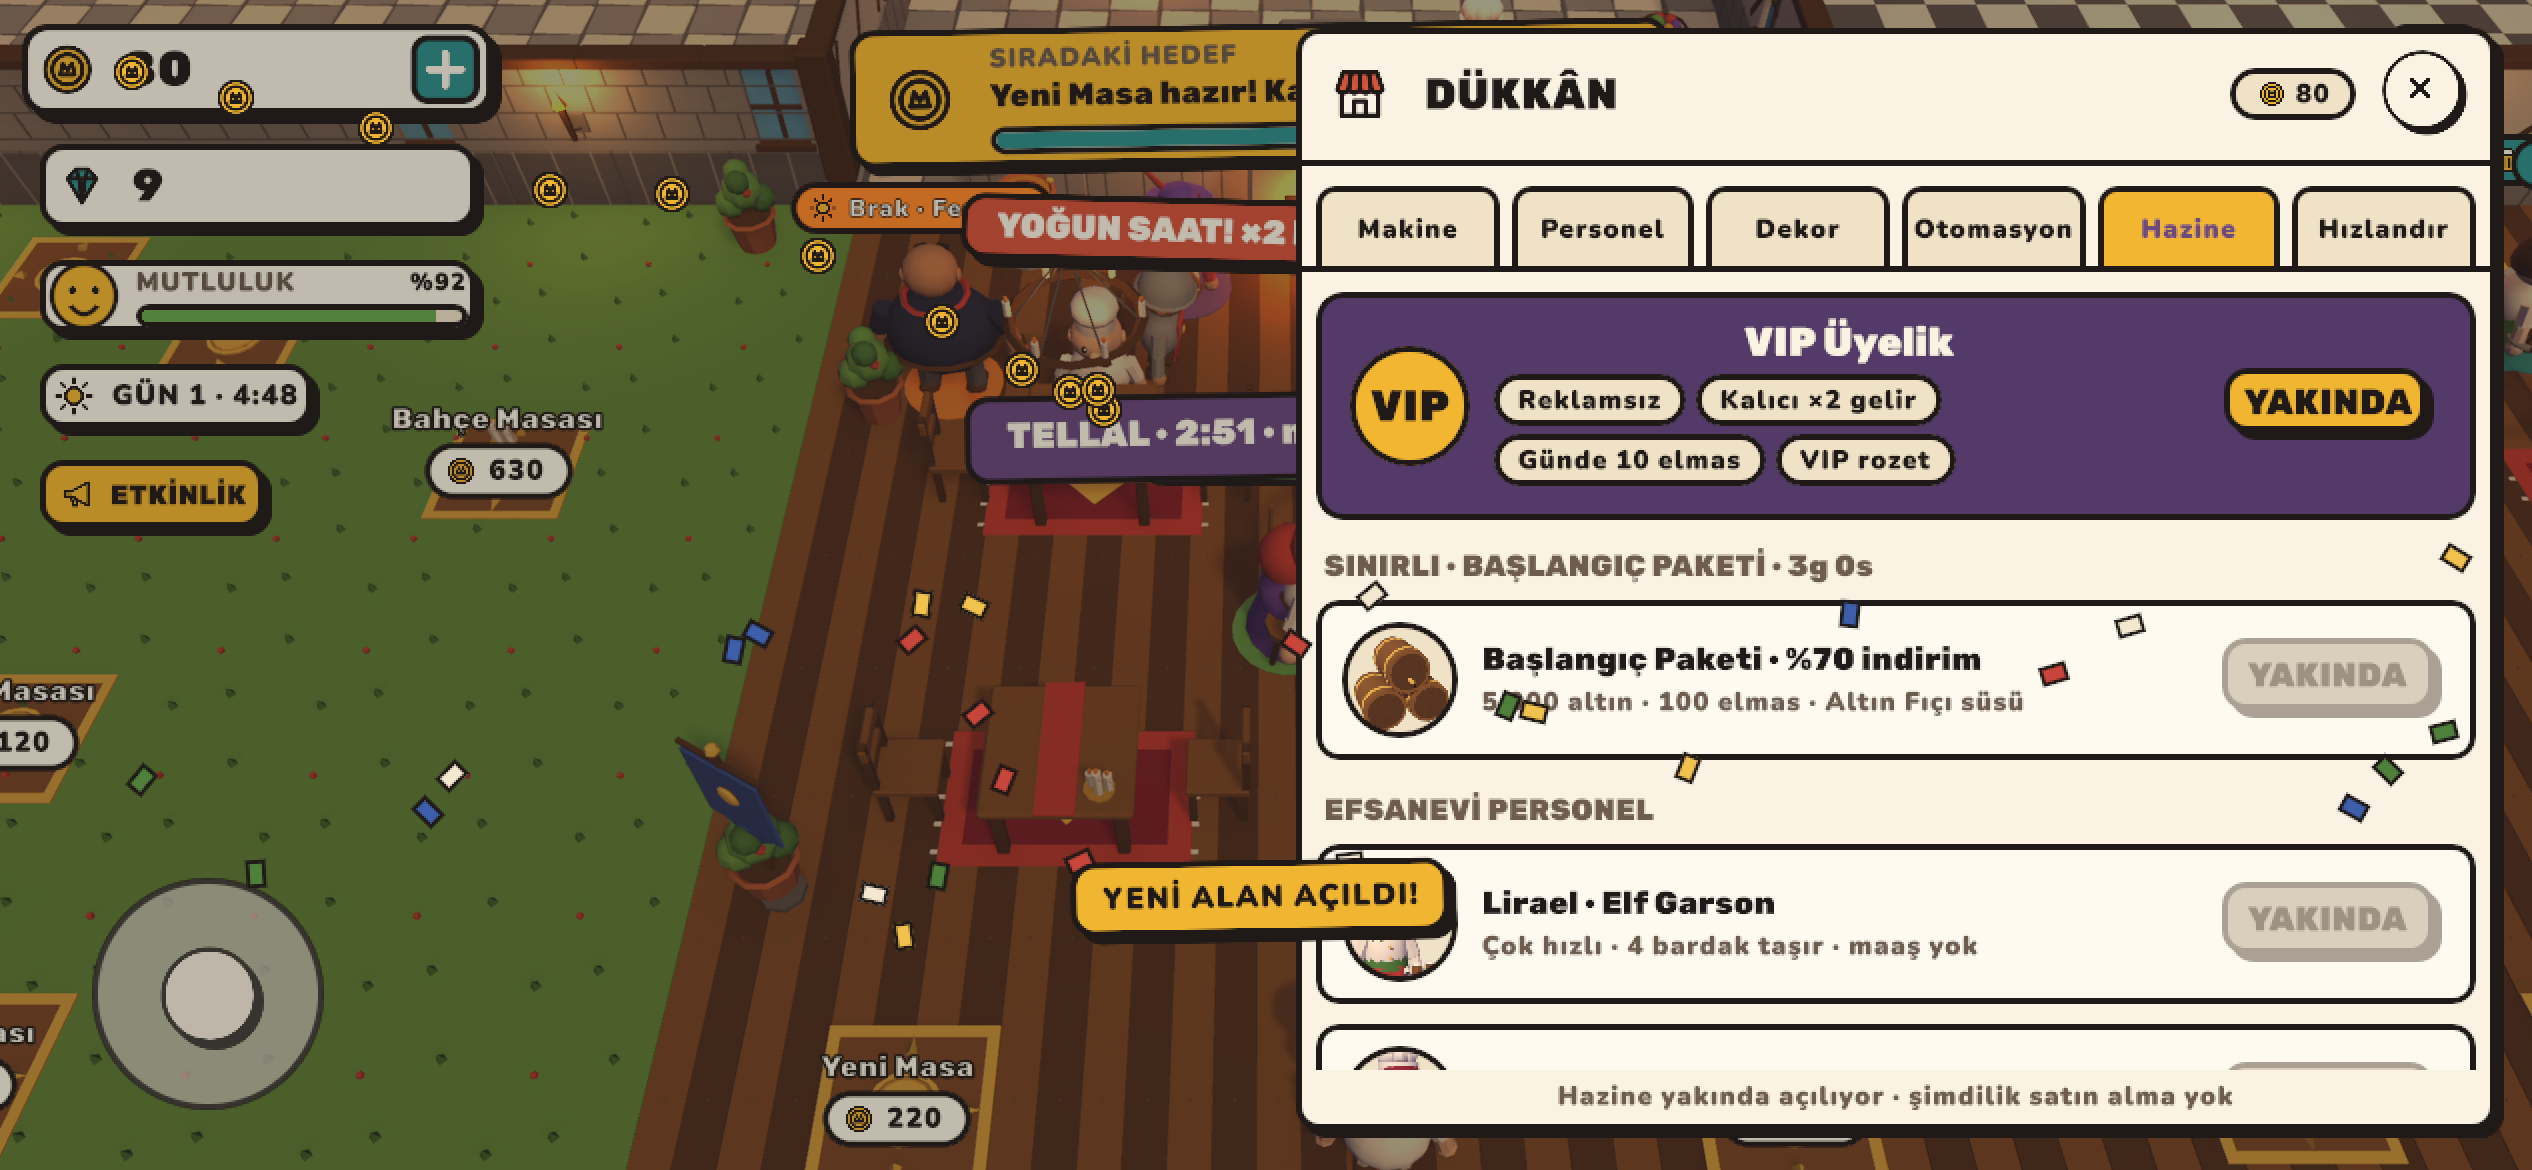 80
9
MUTLULUK
%92
GÜN 1 · 4:48
ETKİNLİK
SIRADAKİ HEDEF
Yeni Masa hazır!
Brak ·
YOĞUN SAAT! ×2
TELLAL · 2:51 ·
Bahçe Masası
630
Masası
120
Yeni Masa
220
YENİ ALAN AÇILDI!
DÜKKÂN
80
Makine
Personel
Dekor
Otomasyon
Hazine
Hızlandır
VIP
VIP Üyelik
Reklamsız
Kalıcı ×2 gelir
Günde 10 elmas
VIP rozet
YAKINDA
SINIRLI · BAŞLANGIÇ PAKETİ · 3g 0s
Başlangıç Paketi · %70 indirim
altın · 100 elmas · Altın Fıçı süsü
YAKINDA
EFSANEVİ PERSONEL
Lirael · Elf Garson
Çok hızlı · 4 bardak taşır · maaş yok
YAKINDA
Hazine yakında açılıyor · şimdilik satın alma yok